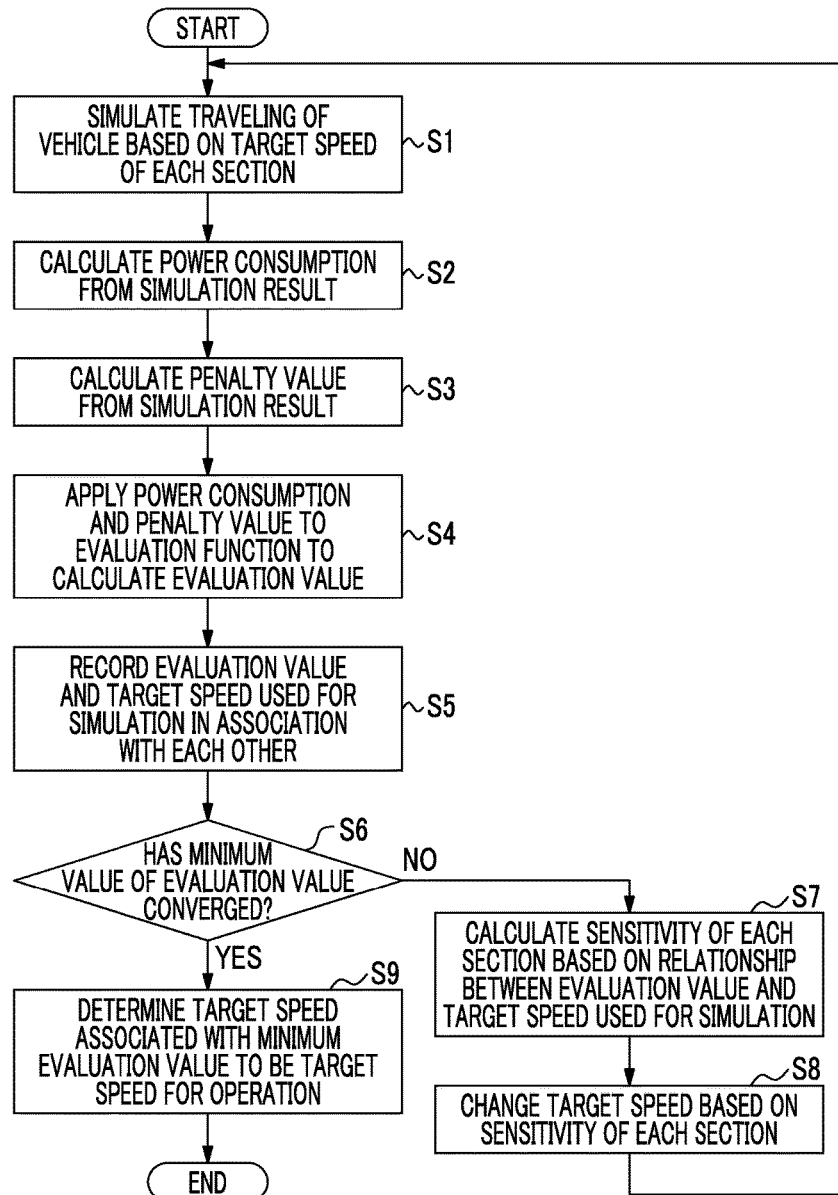 START
SIMULATE TRAVELING OF
VEHICLE BASED ON TARGET SPEED
OF EACH SECTION
S1
CALCULATE POWER CONSUMPTION
FROM SIMULATION RESULT
S2
CALCULATE PENALTY VALUE
FROM SIMULATION RESULT
S3
APPLY POWER CONSUMPTION
AND PENALTY VALUE TO
EVALUATION FUNCTION TO
CALCULATE EVALUATION VALUE
S4
RECORD EVALUATION VALUE
AND TARGET SPEED USED FOR
SIMULATION IN ASSOCIATION
WITH EACH OTHER
S5
S6
HAS MINIMUM
VALUE OF EVALUATION VALUE
CONVERGED?
NO
YES
S7
CALCULATE SENSITIVITY OF EACH
SECTION BASED ON RELATIONSHIP
BETWEEN EVALUATION VALUE AND
TARGET SPEED USED FOR SIMULATION
S8
CHANGE TARGET SPEED BASED ON
SENSITIVITY OF EACH SECTION
S9
DETERMINE TARGET SPEED
ASSOCIATED WITH MINIMUM
EVALUATION VALUE TO BE TARGET
SPEED FOR OPERATION
END